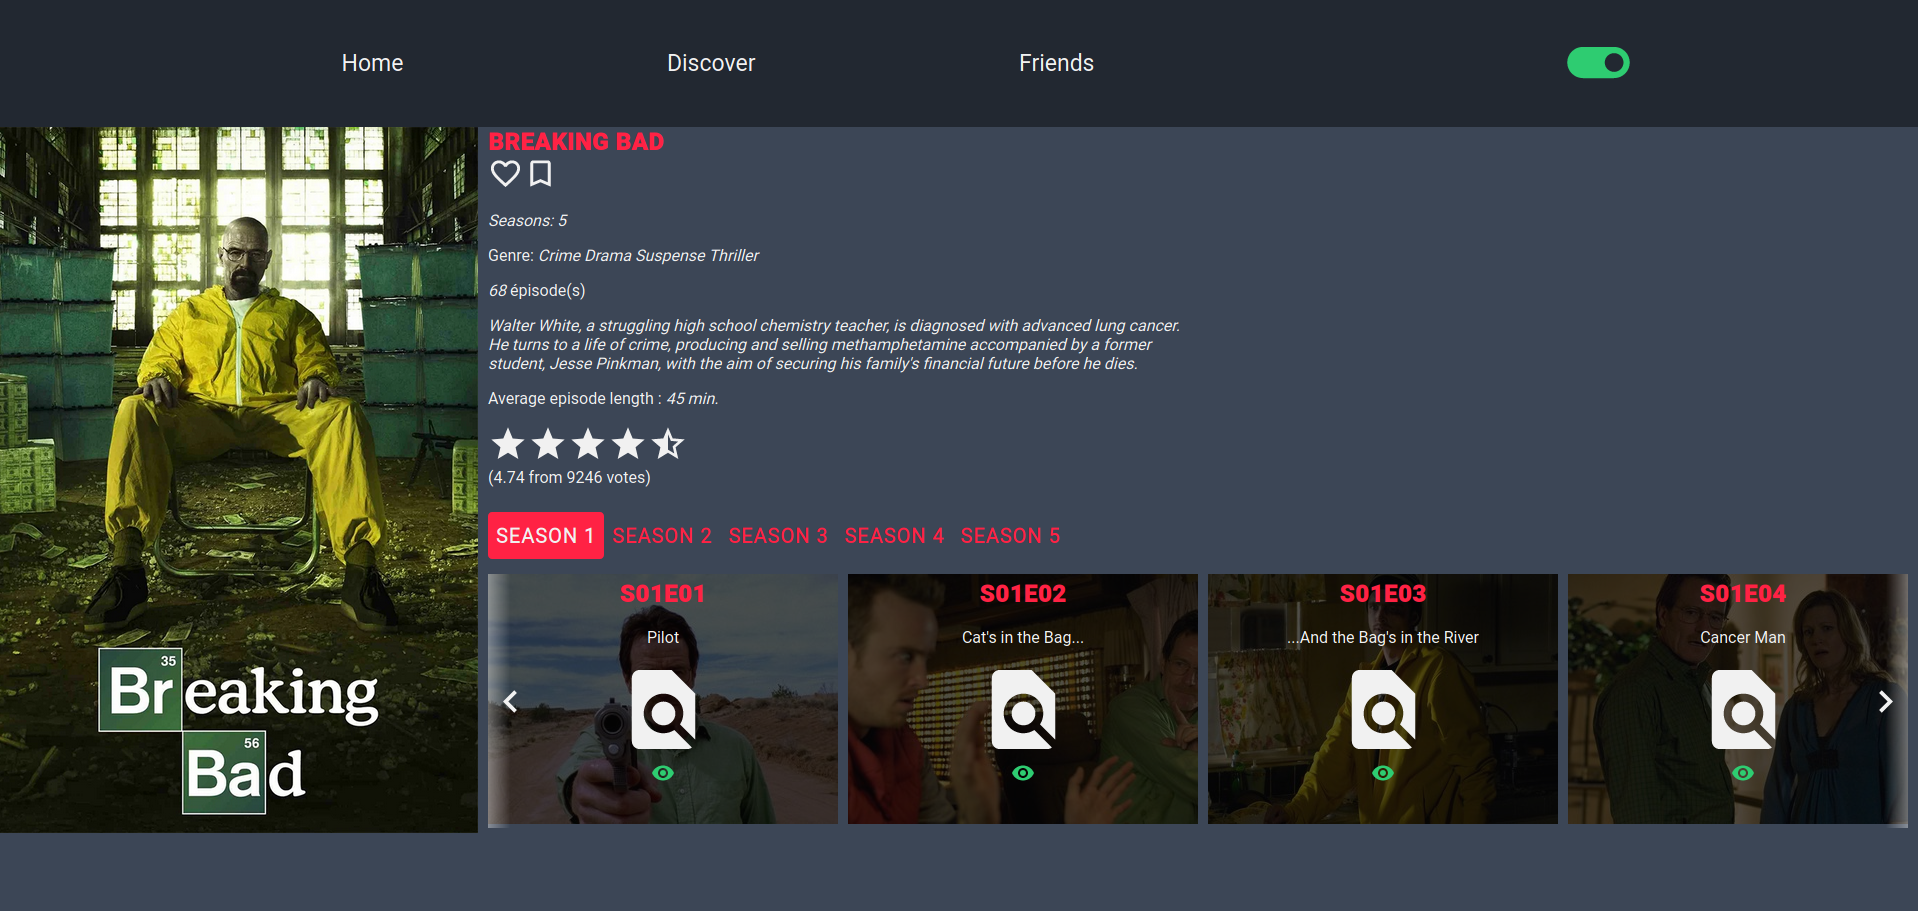 Home Discover Friends
BREAKING BAD
Seasons: 5
Genre: Crime Drama Suspense Thriller
68 épisode(s)
Walter White, a struggling high school chemistry teacher, is diagnosed with advanced lung cancer.
He turns to a life of crime, producing and selling methamphetamine accompanied by a former
student, Jesse Pinkman, with the aim of securing his family's financial future before he dies.
Average episode length : 45 min.
(4.74 from 9246 votes)
SEASON 1 SEASON 2 SEASON 3 SEASON 4 SEASON 5
S01E01 S01E02 S01E03 S01E04
Pilot Cat's in the Bag... ...And the Bag's in the River Cancer Man
35
Breaking
56
Bad